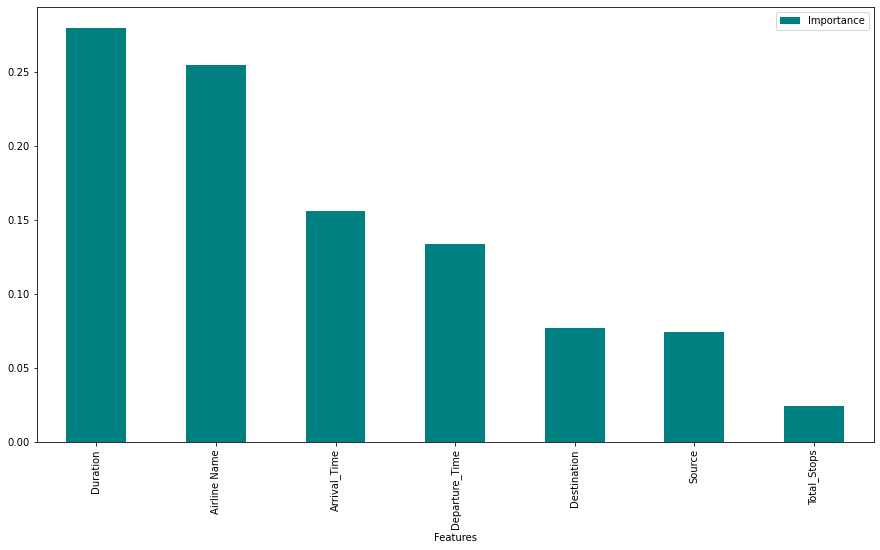 Importance
0.25
0.20
0.15
0.10
0.05
0.00
Duration
Airline Name
Arrival_Time
Departure_Time
Destination
Source
Total_Stops
Features